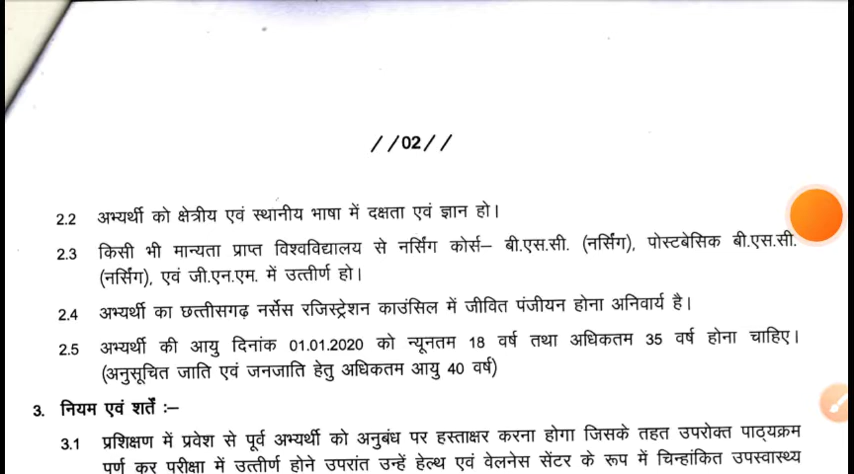 //02//
2.2 अभ्यर्थी को क्षेत्रीय एवं स्थानीय भाषा में दक्षता एवं ज्ञान हो।
2.3 किसी भी मान्यता प्राप्त विश्वविद्यालय से नर्सिंग कोर्स– बी.एस.सी. (नर्सिंग), पोस्टबेसिक बी.एस.सी.
(नर्सिंग), एवं जी.एन.एम. में उत्तीर्ण हो।
2.4 अभ्यर्थी का छत्तीसगढ़ नर्सेस रजिस्ट्रेशन काउंसिल में जीवित पंजीयन होना अनिवार्य है।
2.5 अभ्यर्थी की आयु दिनांक 01.01.2020 को न्यूनतम 18 वर्ष तथा अधिकतम 35 वर्ष होना चाहिए।
(अनुसूचित जाति एवं जनजाति हेतु अधिकतम आयु 40 वर्ष)
3. नियम एवं शर्तें :–
3.1 प्रशिक्षण में प्रवेश से पूर्व अभ्यर्थी को अनुबंध पर हस्ताक्षर करना होगा जिसके तहत उपरोक्त पाठ्यक्रम
पूर्ण कर परीक्षा में उत्तीर्ण होने उपरांत उन्हें हेल्थ एवं वेलनेस सेंटर के रूप में चिन्हांकित उपस्वास्थ्य